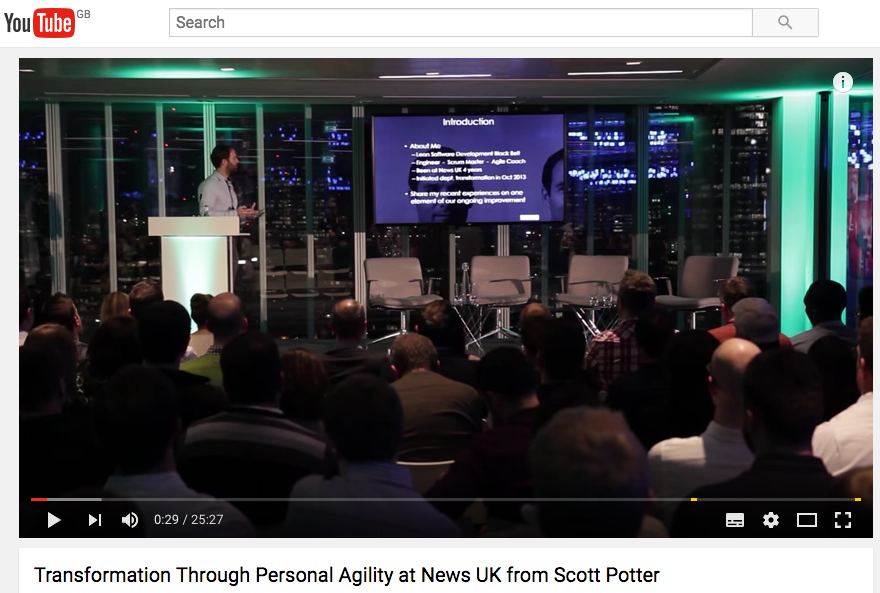 YouTube GB
Search
Introduction
• About Me
– Lean Software Development Black Belt
– Engineer - Scrum Master - Agile Coach
– Been at News UK 4 years
– Initiated dept. transformation in Oct 2013
• Share my recent experiences on one
element of our ongoing improvement
0:29 / 25:27
Transformation Through Personal Agility at News UK from Scott Potter